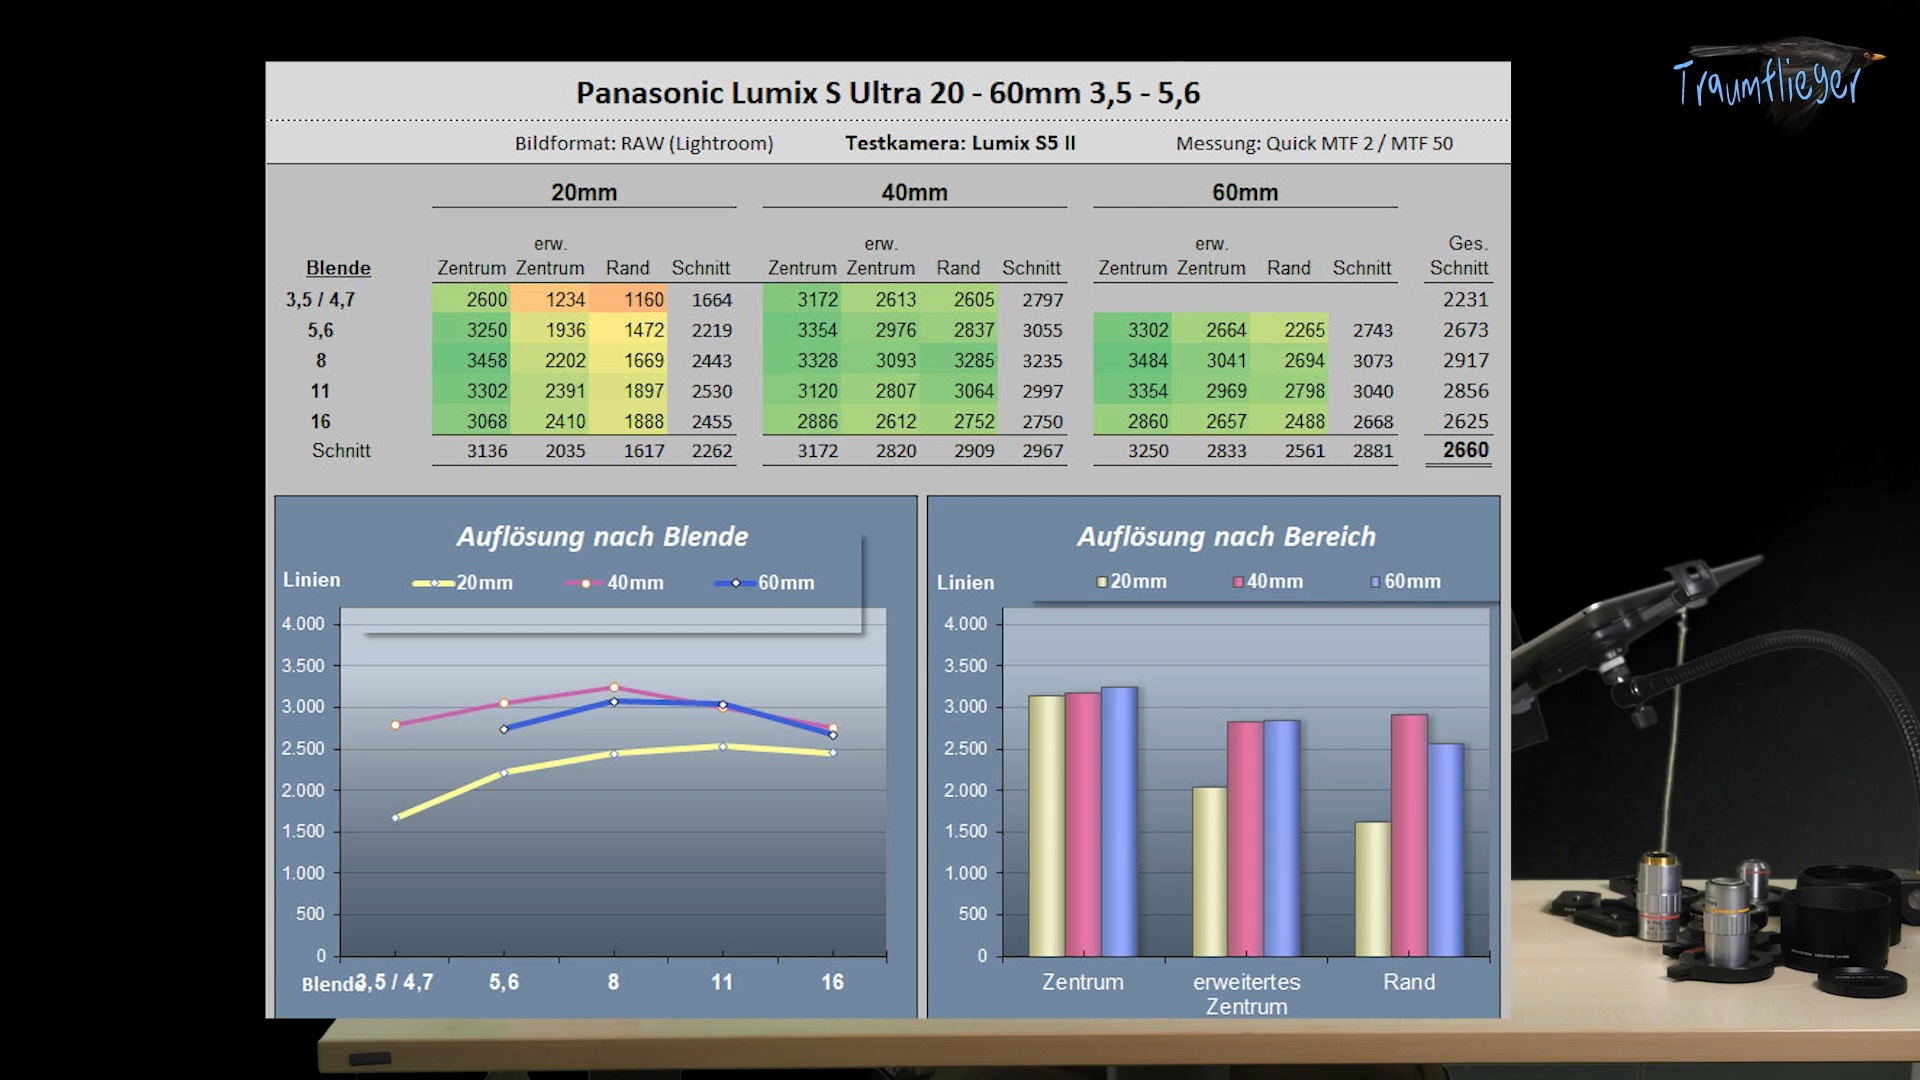 Traumflieger
Panasonic Lumix S Ultra 20 - 60mm 3,5 - 5,6
Bildformat: RAW (Lightroom) Testkamera: Lumix S5 II Messung: Quick MTF 2 / MTF 50
20mm 40mm 60mm
erw. erw. erw. Ges.
Blende Zentrum Zentrum Rand Schnitt Zentrum Zentrum Rand Schnitt Zentrum Zentrum Rand Schnitt Schnitt
3,5 / 4,7 2600 1234 1160 1664 3172 2613 2605 2797 2231
5,6 3250 1936 1472 2219 3354 2976 2837 3055 3302 2664 2265 2743 2673
8 3458 2202 1669 2443 3328 3093 3285 3235 3484 3041 2694 3073 2917
11 3302 2391 1897 2530 3120 2807 3064 2997 3354 2969 2798 3040 2856
16 3068 2410 1888 2455 2886 2612 2752 2750 2860 2657 2488 2668 2625
Schnitt 3136 2035 1617 2262 3172 2820 2909 2967 3250 2833 2561 2881 2660
Auflösung nach Blende
Linien 20mm 40mm 60mm
4.000
3.500
3.000
2.500
2.000
1.500
1.000
500
0
Blende 3,5 / 4,7 5,6 8 11 16
Auflösung nach Bereich
Linien 20mm 40mm 60mm
4.000
3.500
3.000
2.500
2.000
1.500
1.000
500
0
Zentrum erweitertes Rand
Zentrum